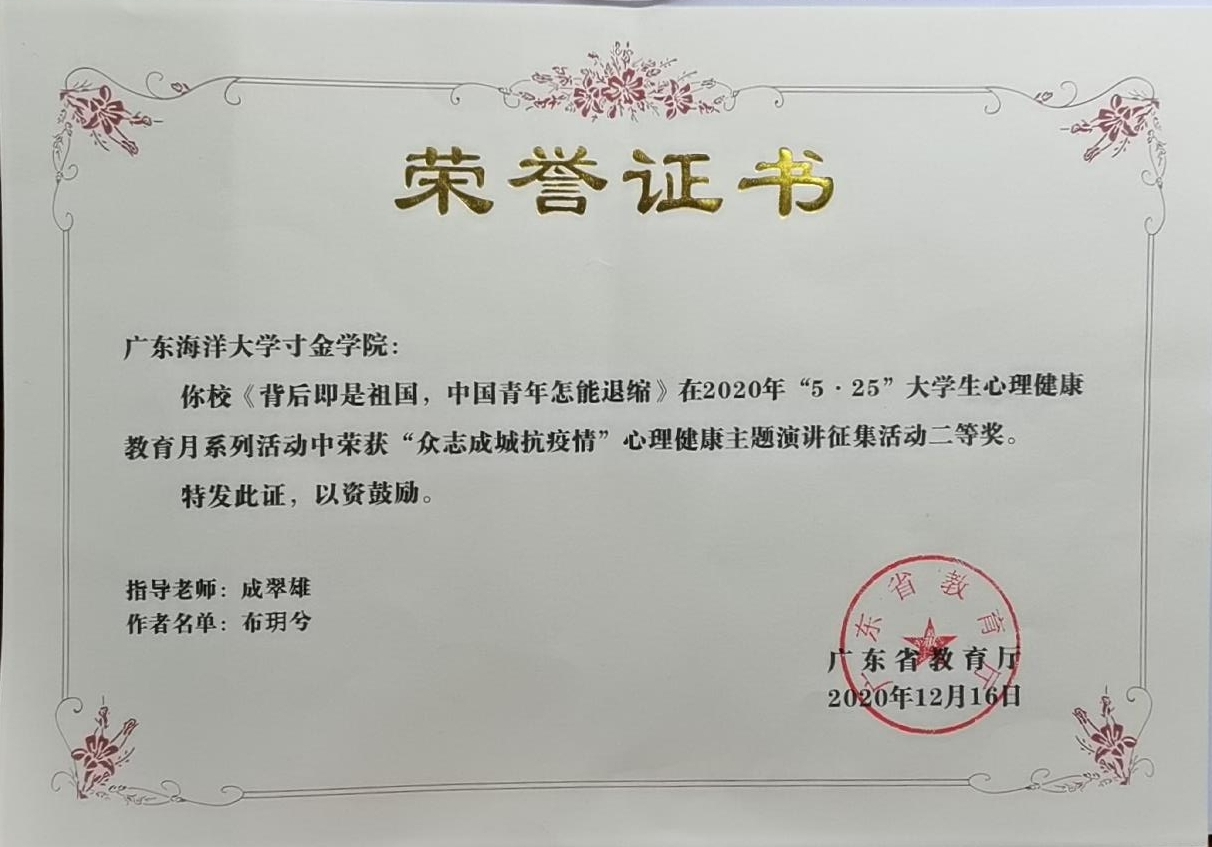 荣誉证书
广东海洋大学寸金学院：
你校《背后即是祖国，中国青年怎能退缩》在2020年“5·25”大学生心理健康
教育月系列活动中荣获“众志成城抗疫情”心理健康主题演讲征集活动二等奖。
特发此证，以资鼓励。
指导老师：成翠雄
作者名单：布玥兮
广东省教育厅
广东省教育厅
2020年12月16日